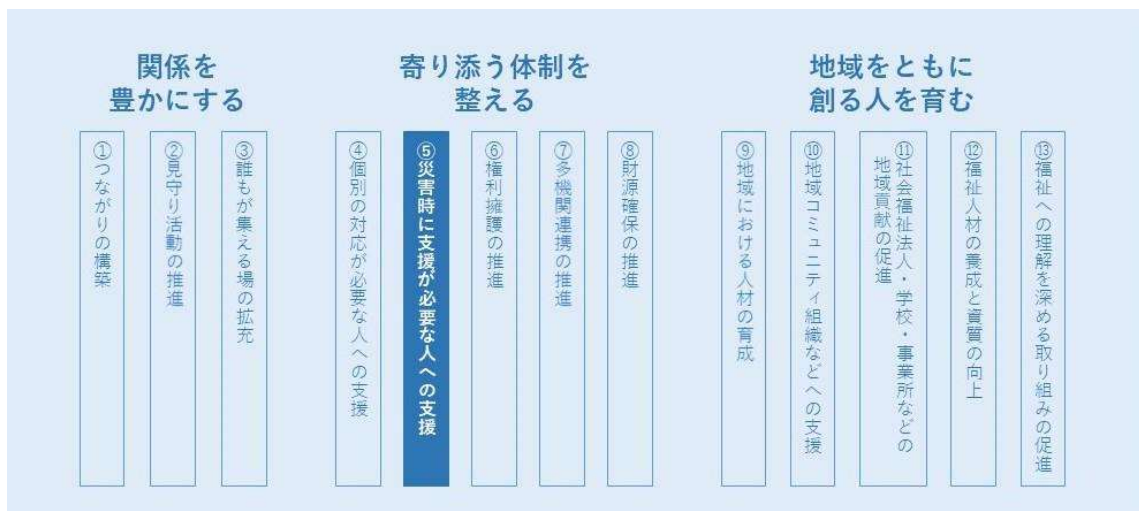 関係を
豊かにする
①つながりの構築
②見守り活動の推進
③誰もが集える場の拡充
寄り添う体制を
整える
④個別の対応が必要な人への支援
⑤災害時に支援が必要な人への支援
⑥権利擁護の推進
⑦多機関連携の推進
⑧財源確保の推進
地域をともに
創る人を育む
⑨地域における人材の育成
⑩地域コミュニティ組織などへの支援
⑪社会福祉法人・学校・事業所などの
地域貢献の促進
⑫福祉人材の養成と資質の向上
⑬福祉への理解を深める取り組みの促進